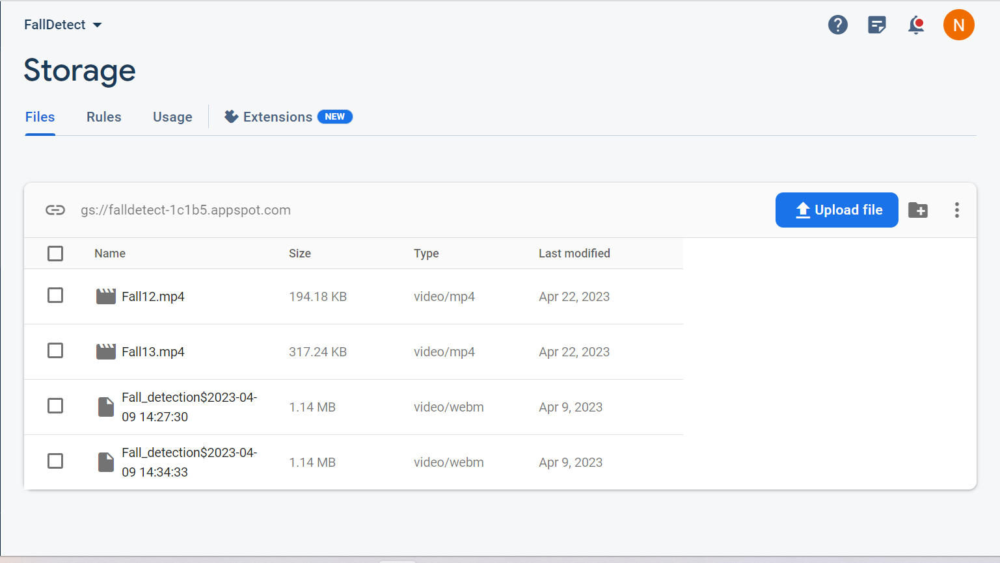 FallDetect
N
Storage
Files Rules Usage Extensions NEW
gs://falldetect-1c1b5.appspot.com Upload file
Name Size Type Last modified
Fall12.mp4 194.18 KB video/mp4 Apr 22, 2023
Fall13.mp4 317.24 KB video/mp4 Apr 22, 2023
Fall_detection$2023-04-
09 14:27:30 1.14 MB video/webm Apr 9, 2023
Fall_detection$2023-04-
09 14:34:33 1.14 MB video/webm Apr 9, 2023